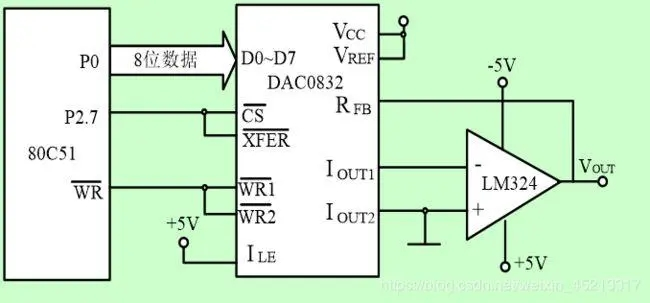 P0
8位数据
D0~D7
VCC
VREF
DAC0832
-5V
P2.7
CS
RFB
XFER
80C51
IOUT1
-
LM324
VOUT
WR
WR1
WR2
IOUT2
+
+5V
ILE
+5V
https://blog.csdn.net/weixin_45213317